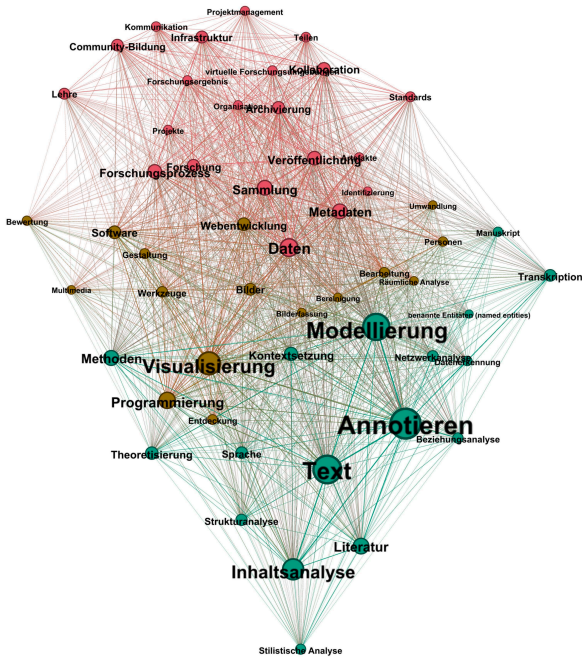 Projektmanagement
Kommunikation
Infrastruktur
Teilen
Community-Bildung
virtuelle Forschungsumgebungen
Kollaboration
Forschungsergebnis
Lehre
Standards
Organisation
Archivierung
Projekte
Veröffentlichung
Artefakte
Forschung
Forschungsprozess
Sammlung
Identifizierung
Metadaten
Umwandlung
Bewertung
Software
Webentwicklung
Manuskript
Personen
Daten
Gestaltung
Bearbeitung
Transkription
Räumliche Analyse
Multimedia
Werkzeuge
Bilder
Bereinigung
Bilderfassung
benannte Entitäten (named entities)
Modellierung
Methoden
Kontextsetzung
Netzwerkanalyse
Datenerkennung
Visualisierung
Programmierung
Entdeckung
Annotieren
Beziehungsanalyse
Theoretisierung
Sprache
Text
Strukturanalyse
Literatur
Inhaltsanalyse
Stilistische Analyse